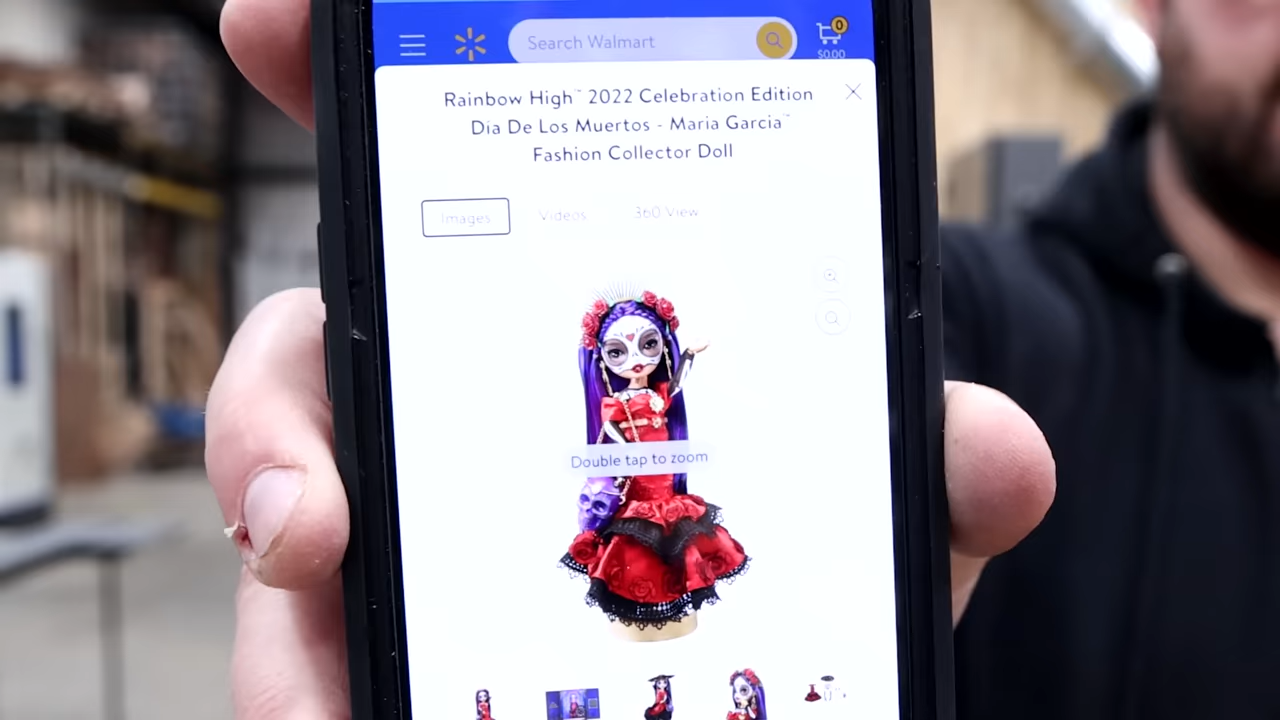 Search Walmart
0
$0.00
Rainbow High™ 2022 Celebration Edition
Día De Los Muertos - Maria Garcia™
Fashion Collector Doll
Images Videos 360 View
Double tap to zoom